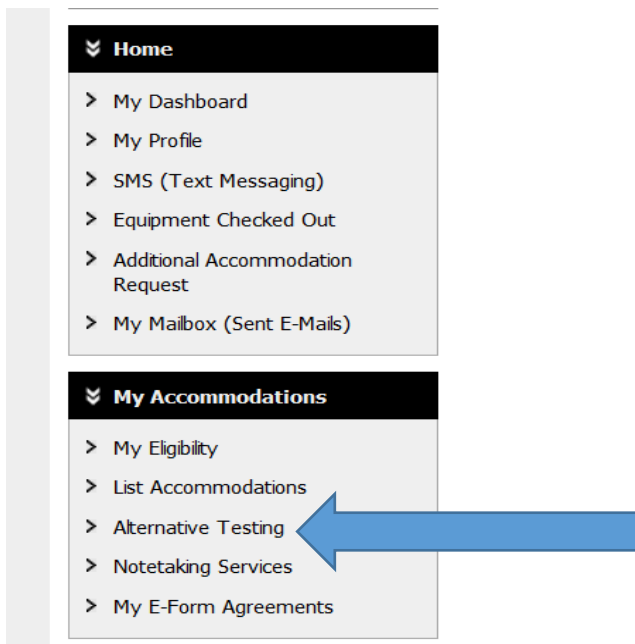 Home
My Dashboard
My Profile
SMS (Text Messaging)
Equipment Checked Out
Additional Accommodation
Request
My Mailbox (Sent E-Mails)
My Accommodations
My Eligibility
List Accommodations
Alternative Testing
Notetaking Services
My E-Form Agreements